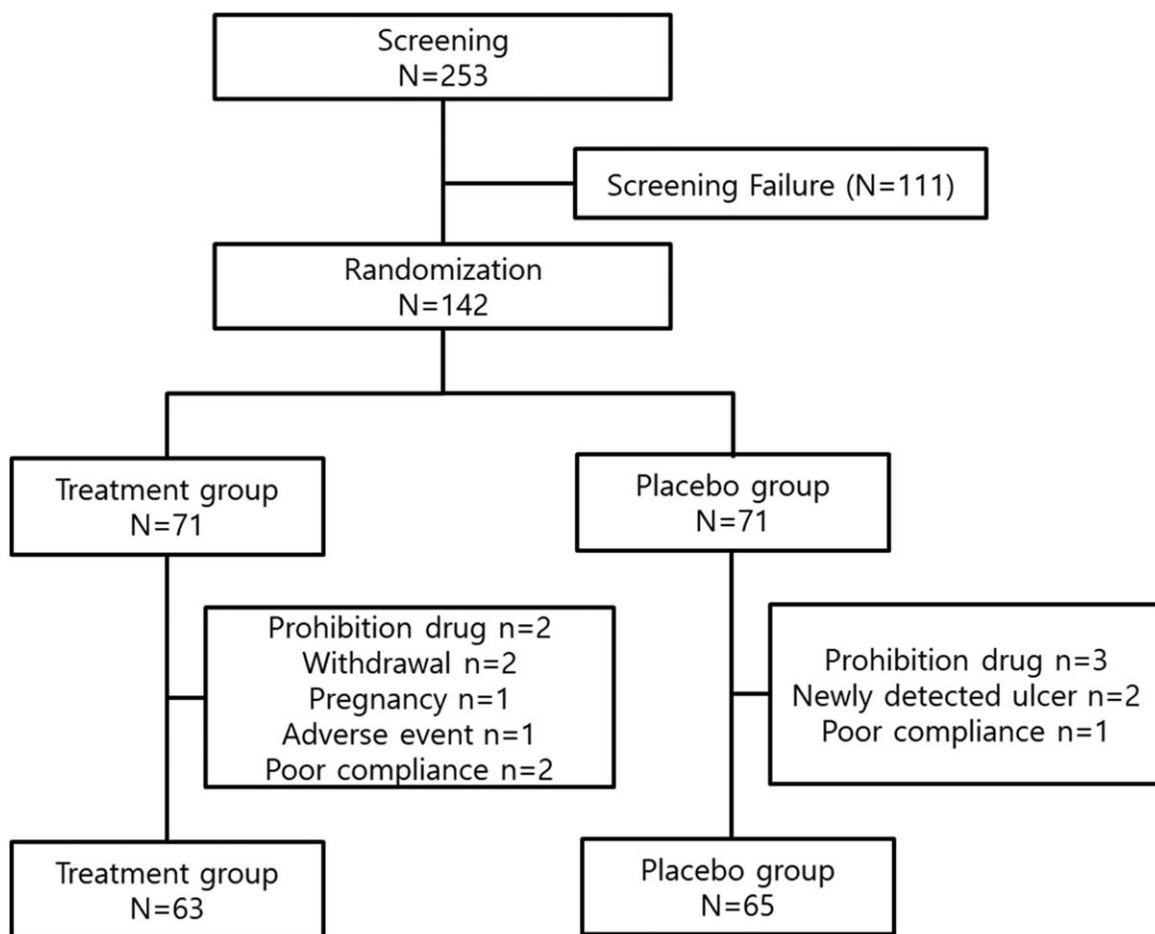 Screening
N=253
Screening Failure (N=111)
Randomization
N=142
Treatment group
N=71
Placebo group
N=71
Prohibition drug n=2
Withdrawal n=2
Pregnancy n=1
Adverse event n=1
Poor compliance n=2
Prohibition drug n=3
Newly detected ulcer n=2
Poor compliance n=1
Treatment group
N=63
Placebo group
N=65